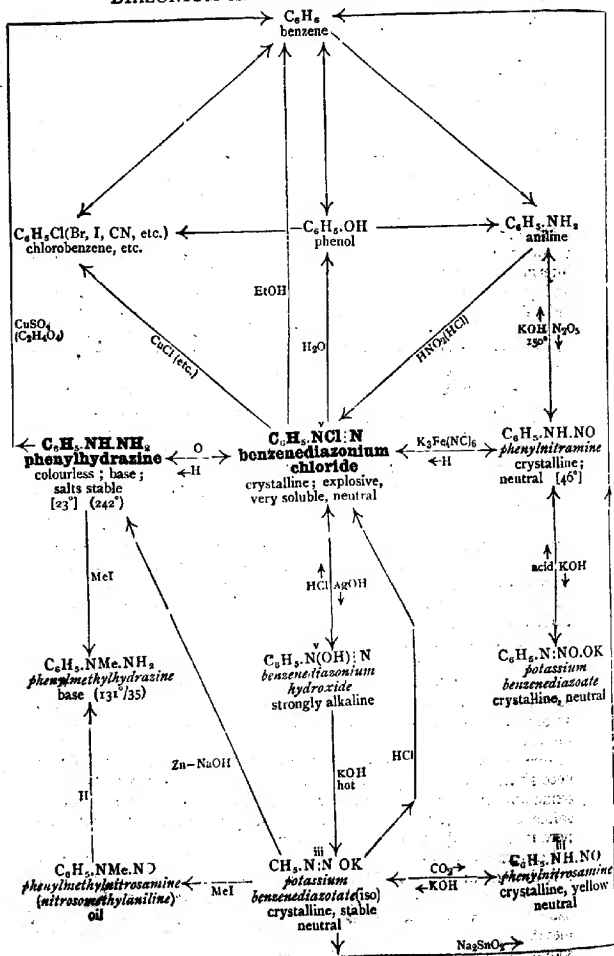 C₆H₆
benzene
C₆H₅Cl(Br, I, CN, etc.)
chlorobenzene, etc.
C₆H₅.OH
phenol
C₆H₅.NH₂
aniline
EtOH
CuSO₄
(C₂H₄O₄)
CuCl (etc.)
H₂O
HNO₂(HCl)
KOH N₂O₅
150°
C₆H₅.NH.NH₂
phenylhydrazine
colourless ; base ;
salts stable
[23°] (242°)
O
H
v
C₆H₅.NCl⋮N
benzenediazonium
chloride
crystalline ; explosive,
very soluble, neutral
K₃Fe(NC)₆
H
C₆H₅.NH.NO
phenylnitramine
crystalline ;
neutral [46°]
MeI
HCl AgOH
acid KOH
C₆H₅.NMe.NH₂
phenylmethylhydrazine
base (131°/35)
v
C₆H₅.N(OH)⋮N
benzenediazonium
hydroxide
strongly alkaline
C₆H₅.N:NO.OK
potassium
benzenediazoate
crystalline, neutral
H
Zn–NaOH
KOH
hot
HCl
C₆H₅.NMe.NO
phenylmethylnitrosamine
(nitrosomethylaniline)
oil
MeI
iii
CH₅.N:N OK
potassium
benzenediazotate(iso)
crystalline, stable
neutral
CO₂
KOH
iii
C₆H₅.NH.NO
phenylnitrosamine
crystalline, yellow
neutral
Na₂SnO₂